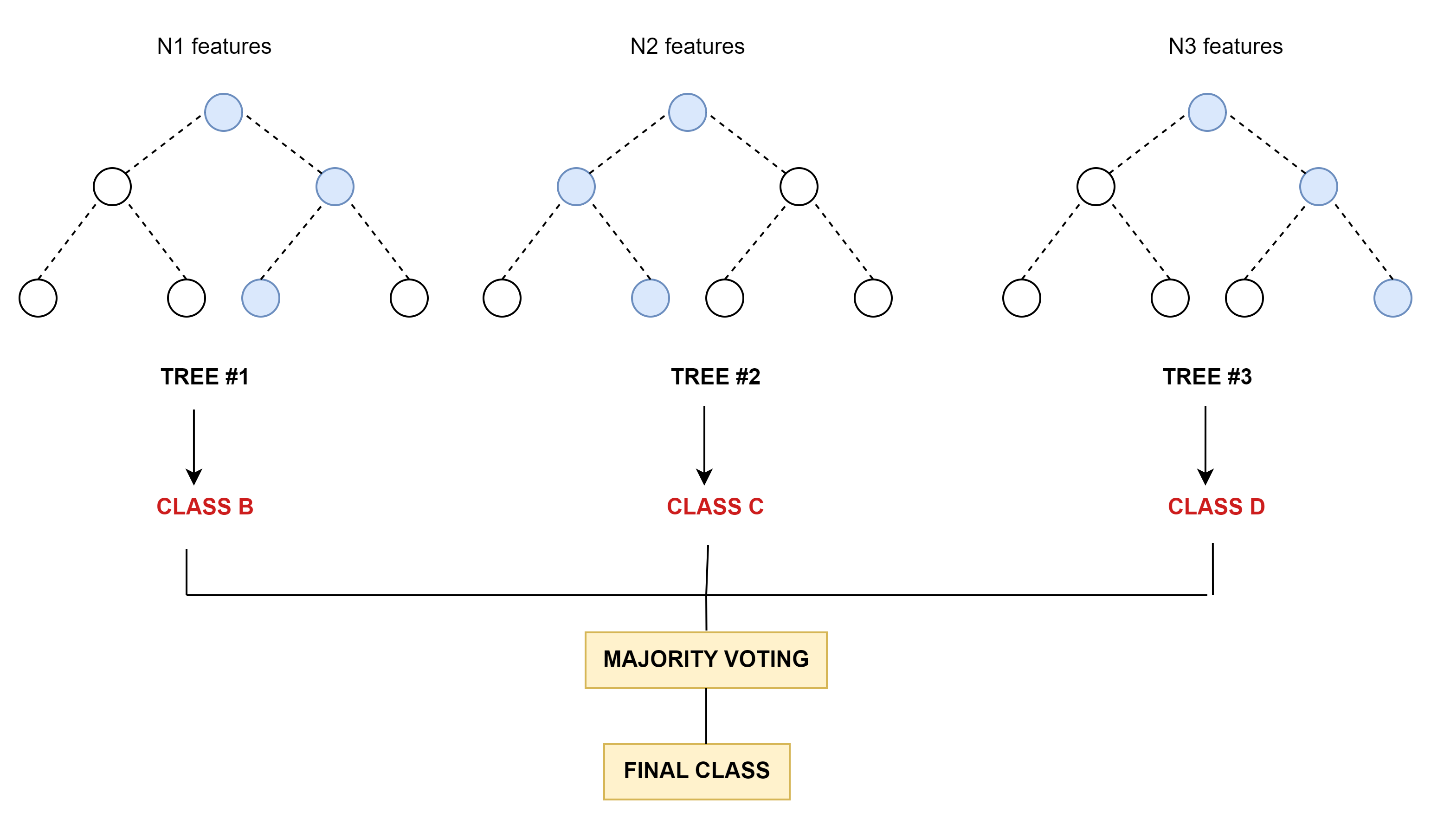 N1 features
N2 features
N3 features
TREE #1
TREE #2
TREE #3
CLASS B
CLASS C
CLASS D
MAJORITY VOTING
FINAL CLASS